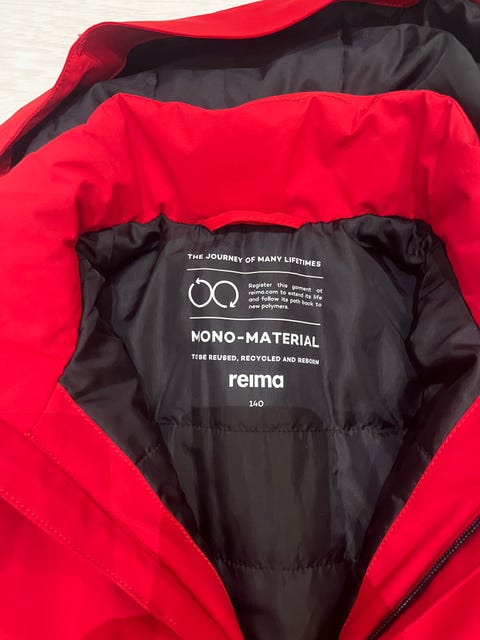 THE JOURNEY OF MANY LIFETIMES
Register this garment at
reima.com to extend its life
and follow its path back to
new polymers.
MONO-MATERIAL
TO BE REUSED, RECYCLED AND REBORN
reima
140